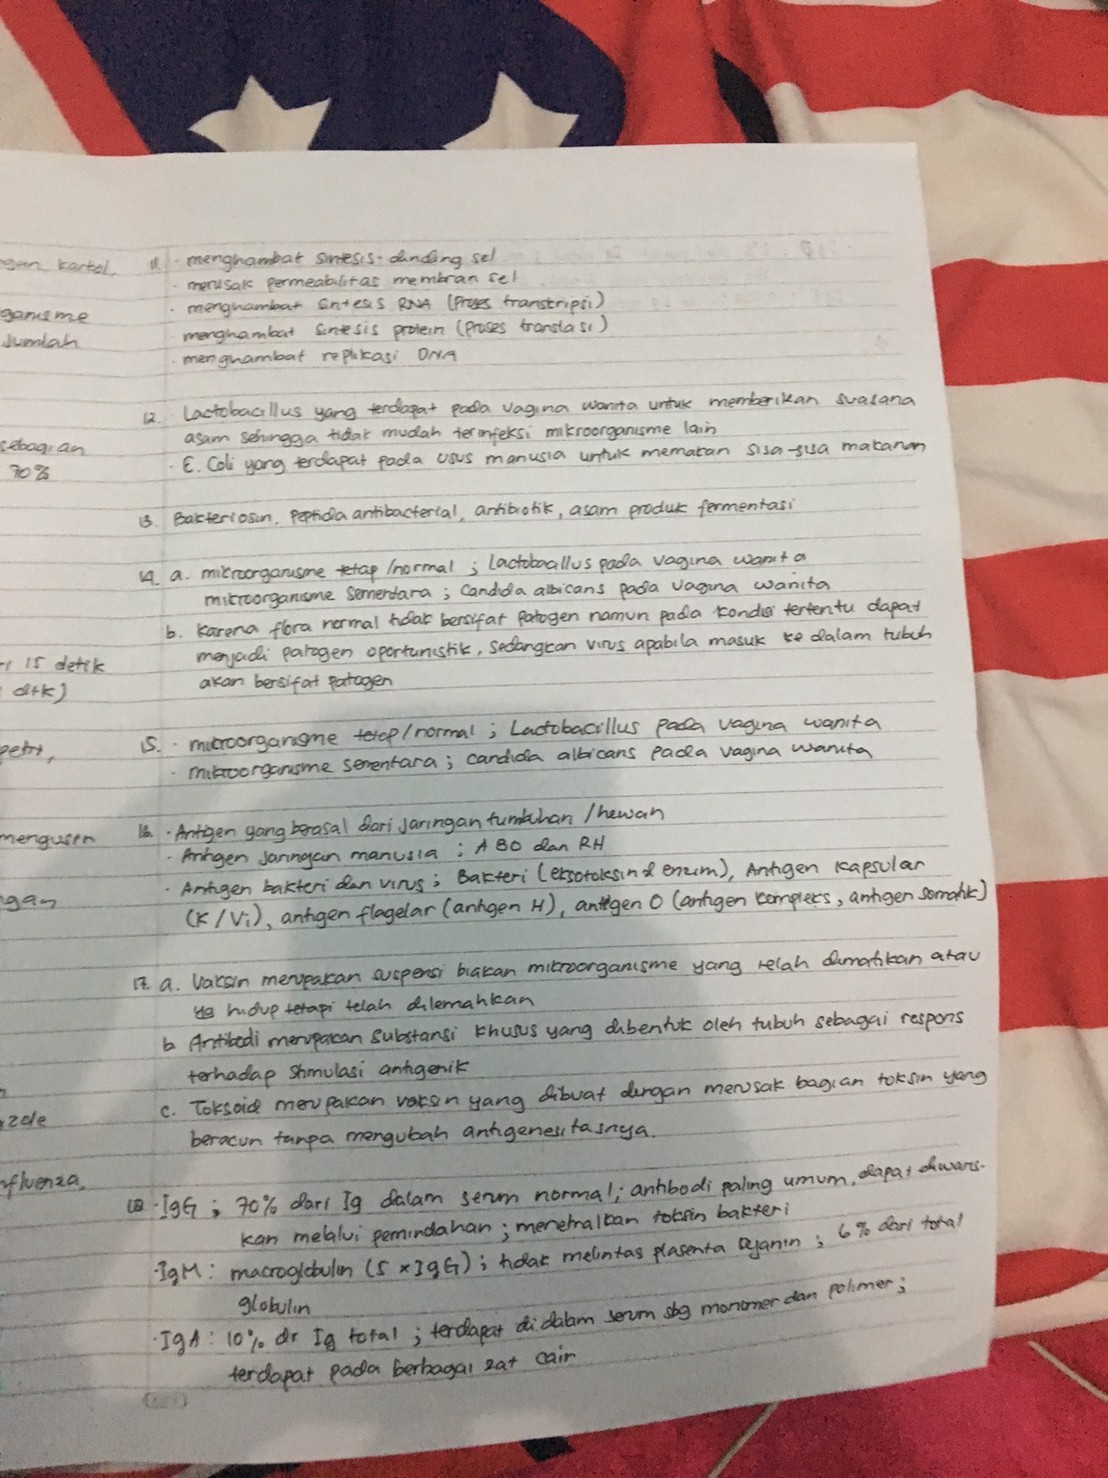 gan, karbol,
ganisme
Jumlah
sebagian
70%
15 detik
dtk)
petri,
mengusen
gan
zole
nfluenza,
11. · menghambat sintesis dinding sel
· merusak permeabilitas membran sel
· menghambat sintesis RNA (proses transkripsi)
menghambat sintesis protein (proses translasi)
· menghambat replikasi DNA
12. Lactobacillus yang terdapat pada vagina wanita untuk memberikan suasana
asam sehingga tidak mudah terinfeksi mikroorganisme lain
· E. Coli yang terdapat pada usus manusia untuk memakan sisa-sisa makanan
13. Bakteriosin, peptida antibacterial, antibiotik, asam produk fermentasi
14. a. mikroorganisme tetap/normal ; Lactobacillus pada vagina wanita
mikroorganisme sementara ; Candida albicans pada vagina wanita
b. Karena flora normal tidak bersifat patogen namun pada kondisi tertentu dapat
menjadi patogen oportunistik, sedangkan virus apabila masuk ke dalam tubuh
akan bersifat patogen
15. · mikroorganisme tetap/normal ; Lactobacillus pada vagina wanita
· mikroorganisme sementara ; candida albicans pada vagina wanita
16. · Antigen yang berasal dari jaringan tumbuhan /hewan
· Antigen jaringan manusia ; ABO dan RH
· Antigen bakteri dan virus ; Bakteri (eksotoksin & enzim), Antigen kapsular
(K/Vi), antigen flagelar (antigen H), antigen O (antigen kompleks, antigen somatik)
17. a. Vaksin merupakan suspensi biakan mikroorganisme yang telah dimatikan atau
yg hidup tetapi telah dilemahkan
b. Antibodi merupakan substansi khusus yang dibentuk oleh tubuh sebagai respons
terhadap stimulasi antigenik
c. Toksoid merupakan vaksin yang dibuat dengan merusak bagian toksin yang
beracun tanpa mengubah antigenesitasnya.
18. · IgG ; 70% dari Ig dalam serum normal ; antibodi paling umum, dapat diwaris-
kan melalui pemindahan ; menetralkan toksin bakteri
· IgM : macroglobulin (5 x IgG) ; tidak melintas plasenta ; 6% dari total
globulin
· IgA : 10% dr Ig total ; terdapat di dalam serum sbg monomer dan polimer ;
terdapat pada berbagai zat cair